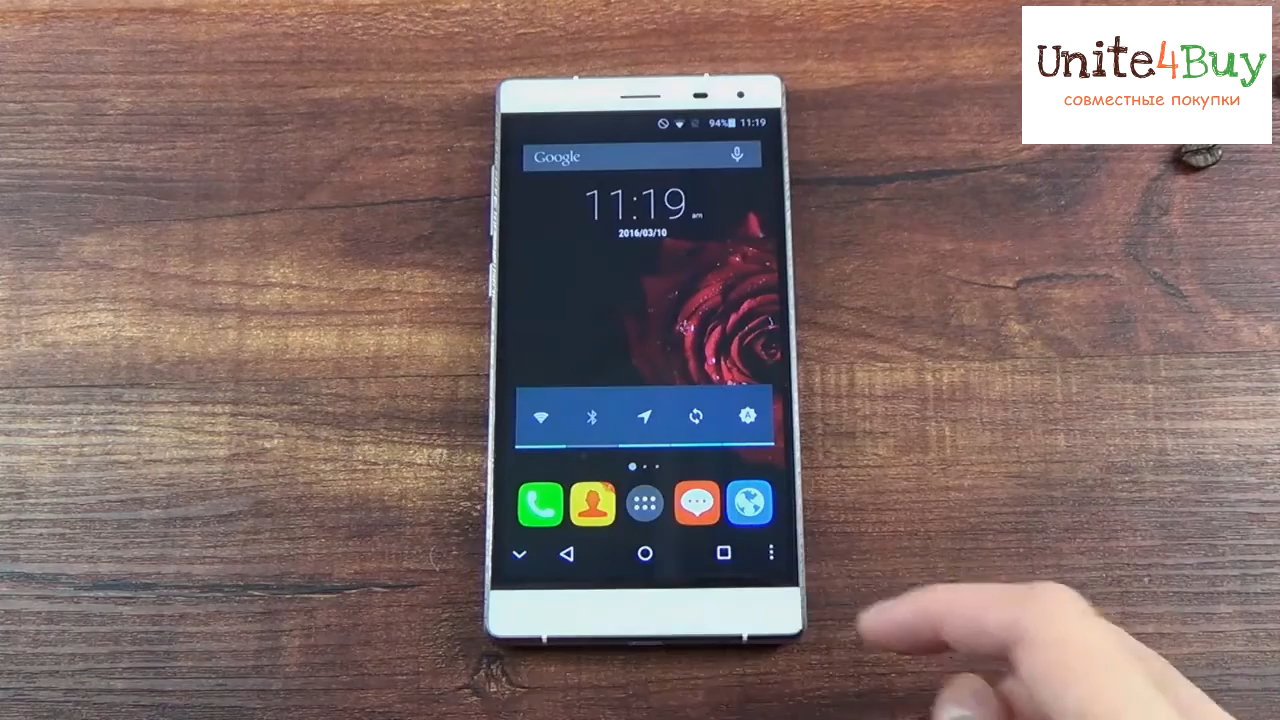 Unite4Buy
совместные покупки
94% 11:19
Google
11:19 am
2016/03/10